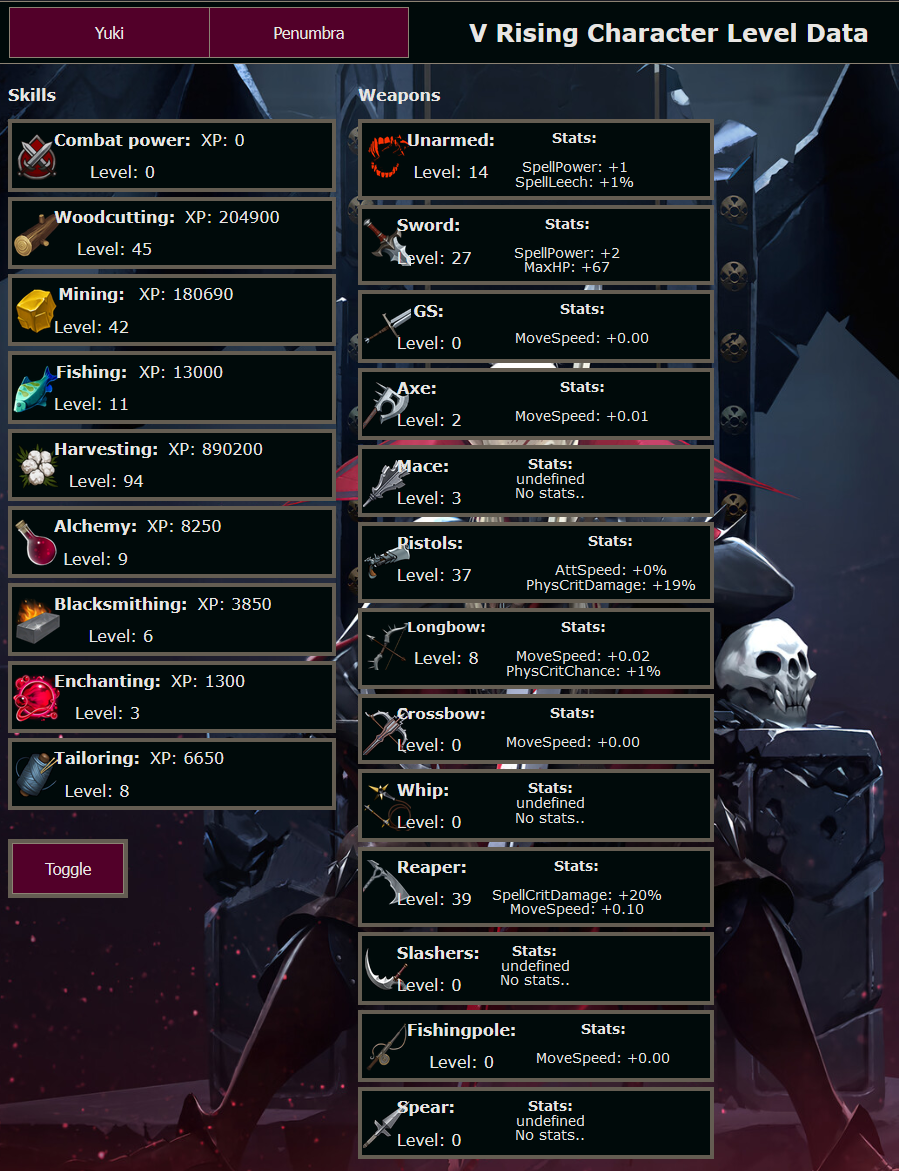 Yuki
Penumbra
V Rising Character Level Data
Skills
Combat power: XP: 0
Level: 0
Woodcutting: XP: 204900
Level: 45
Mining: XP: 180690
Level: 42
Fishing: XP: 13000
Level: 11
Harvesting: XP: 890200
Level: 94
Alchemy: XP: 8250
Level: 9
Blacksmithing: XP: 3850
Level: 6
Enchanting: XP: 1300
Level: 3
Tailoring: XP: 6650
Level: 8
Toggle
Weapons
Unarmed:
Level: 14
Stats:
SpellPower: +1
SpellLeech: +1%
Sword:
Level: 27
Stats:
SpellPower: +2
MaxHP: +67
GS:
Level: 0
Stats:
MoveSpeed: +0.00
Axe:
Level: 2
Stats:
MoveSpeed: +0.01
Mace:
Level: 3
Stats:
undefined
No stats..
Pistols:
Level: 37
Stats:
AttSpeed: +0%
PhysCritDamage: +19%
Longbow:
Level: 8
Stats:
MoveSpeed: +0.02
PhysCritChance: +1%
Crossbow:
Level: 0
Stats:
MoveSpeed: +0.00
Whip:
Level: 0
Stats:
undefined
No stats..
Reaper:
Level: 39
Stats:
SpellCritDamage: +20%
MoveSpeed: +0.10
Slashers:
Level: 0
Stats:
undefined
No stats..
Fishingpole:
Level: 0
Stats:
MoveSpeed: +0.00
Spear:
Level: 0
Stats:
undefined
No stats..